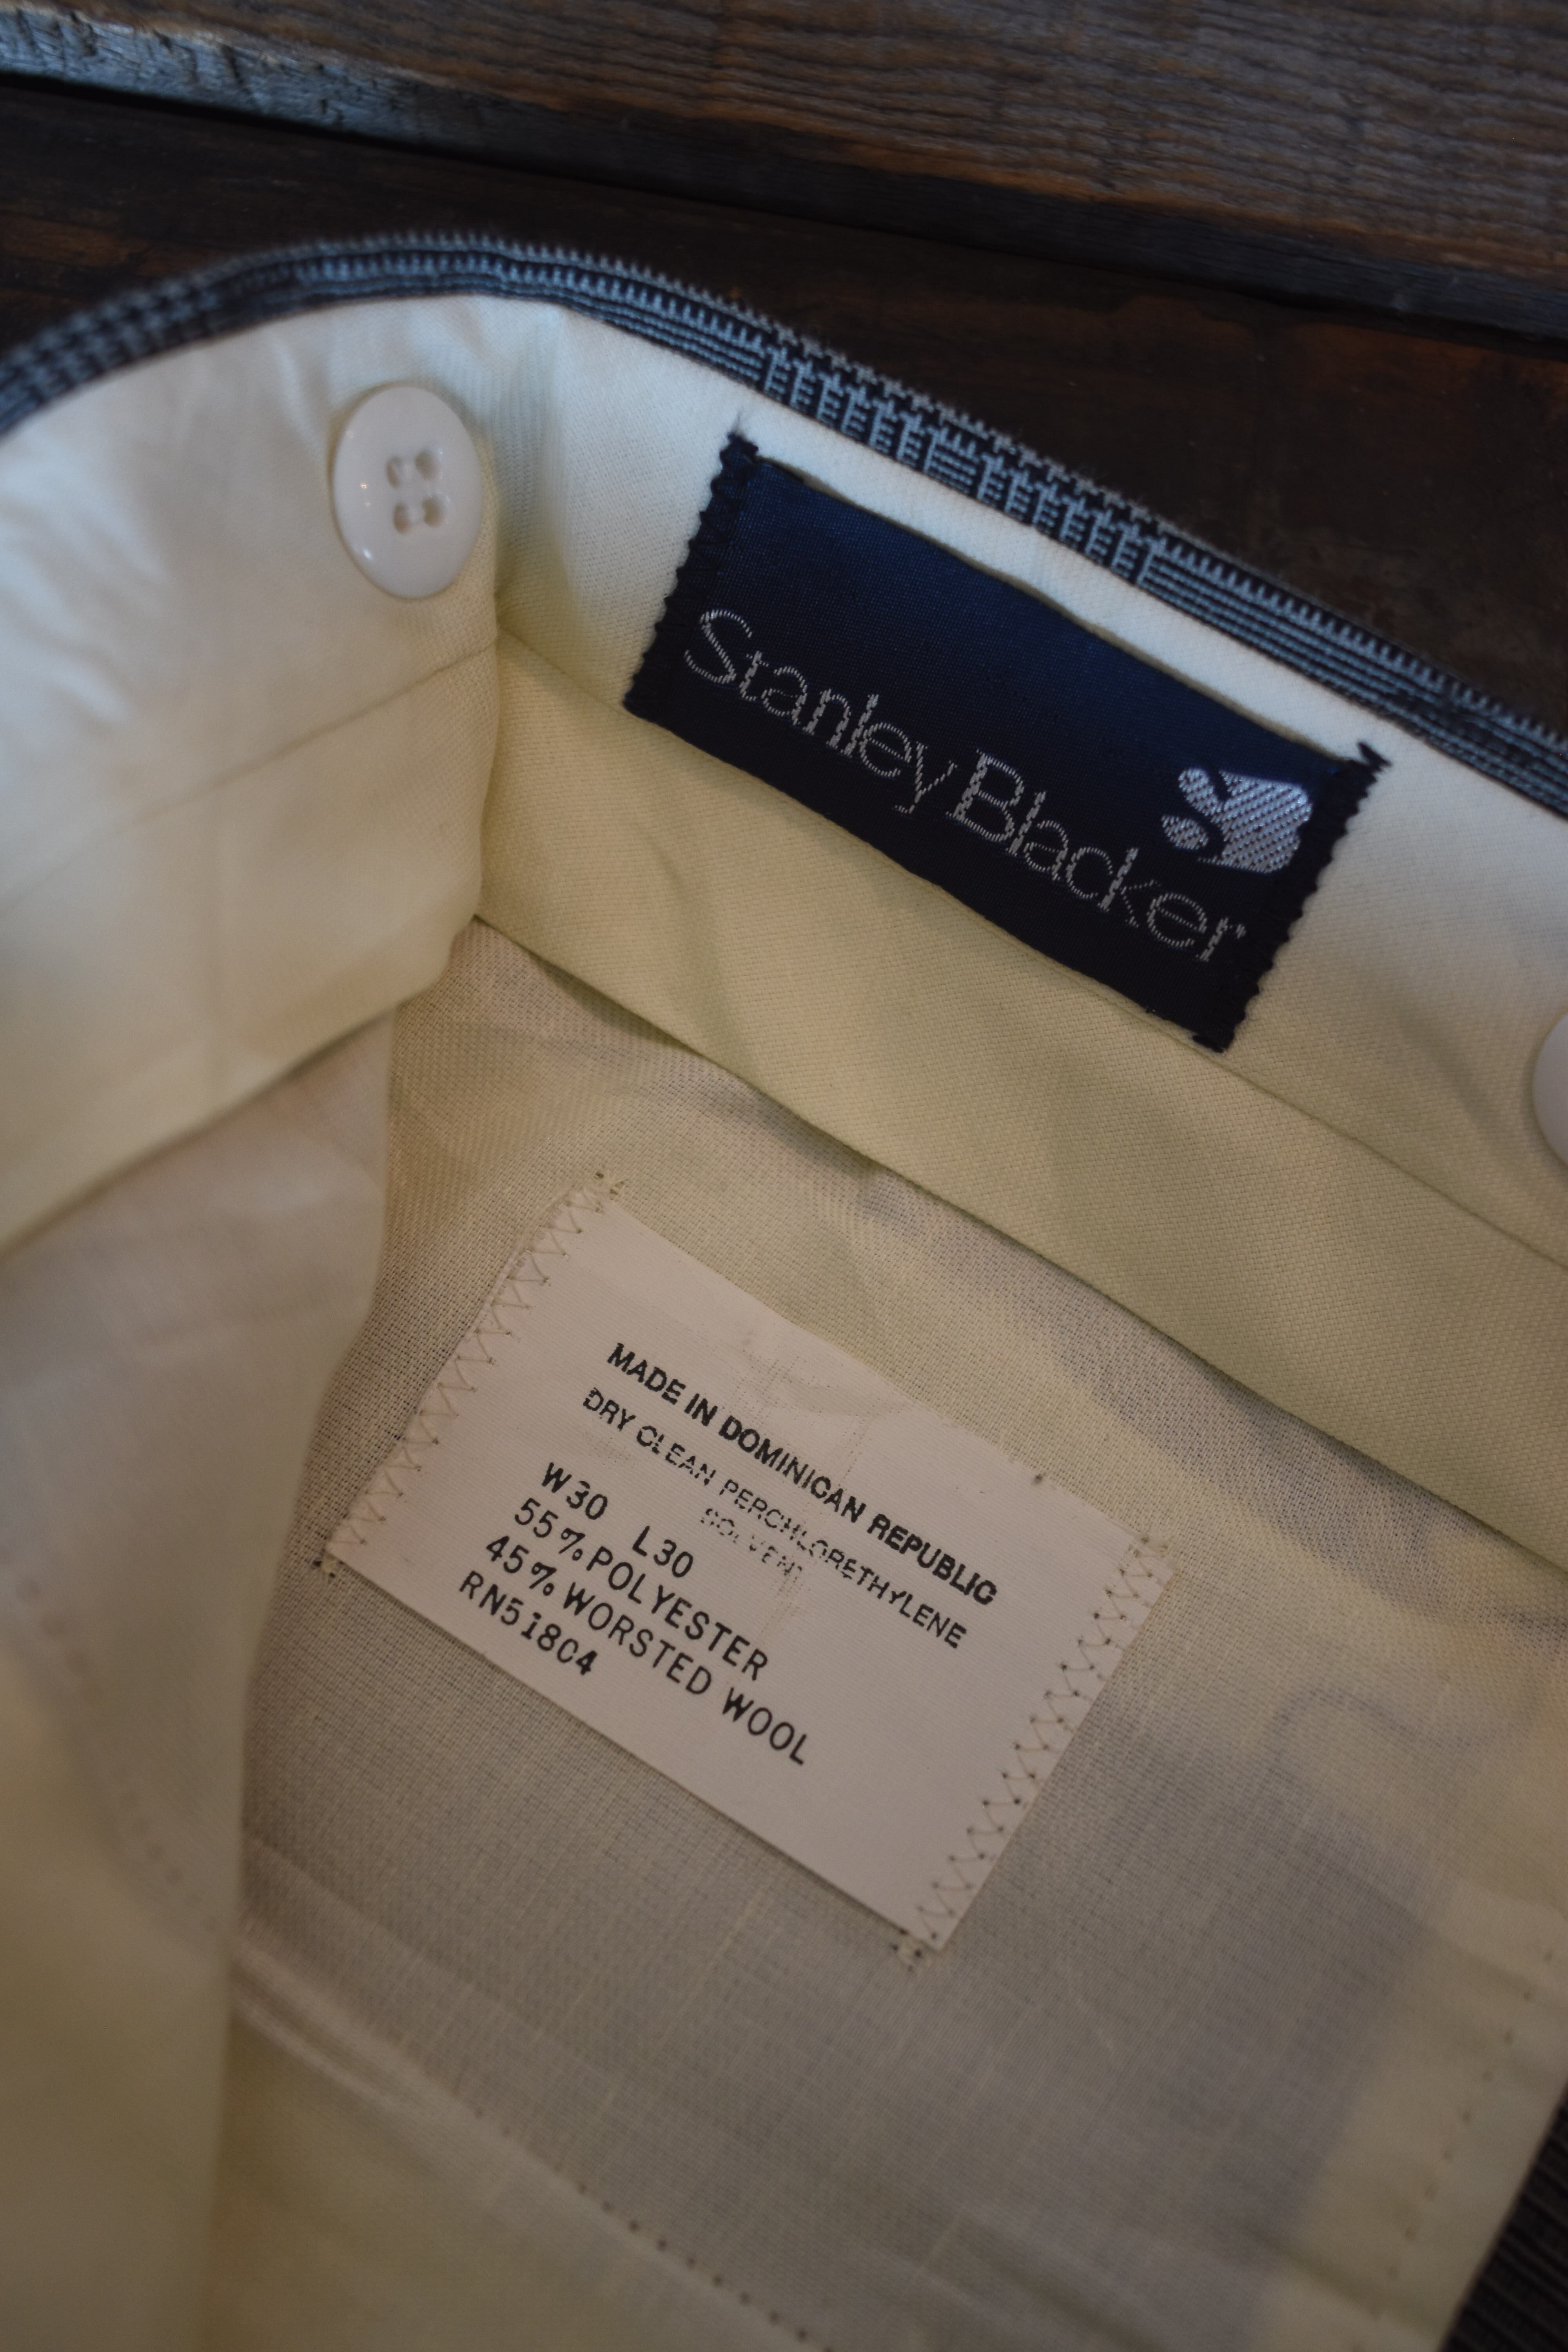 Stanley Blacker
MADE IN DOMINICAN REPUBLIC
DRY CLEAN PERCHLORETHYLENE
SOLVENT
W30 L30
55% POLYESTER
45% WORSTED WOOL
RN51804